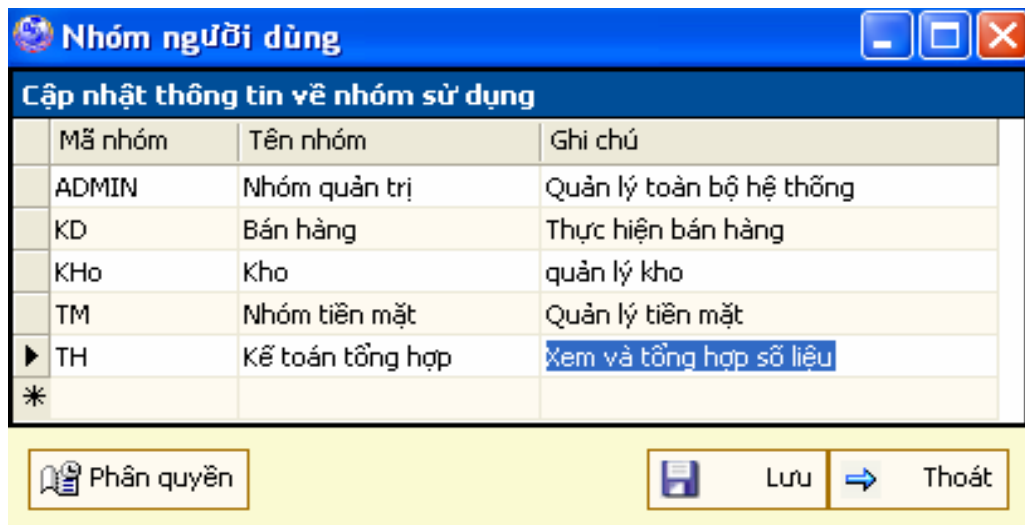 Nhóm người dùng
Cập nhật thông tin về nhóm sử dụng
Mã nhóm Tên nhóm Ghi chú
ADMIN Nhóm quản trị Quản lý toàn bộ hệ thống
KD Bán hàng Thực hiện bán hàng
KHo Kho quản lý kho
TM Nhóm tiền mặt Quản lý tiền mặt
TH Kế toán tổng hợp Xem và tổng hợp số liệu
Phân quyền Lưu Thoát